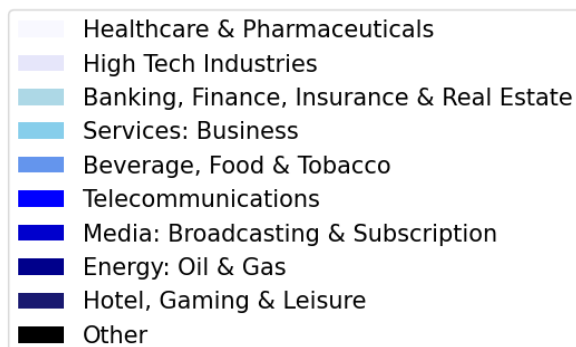 Healthcare & Pharmaceuticals
High Tech Industries
Banking, Finance, Insurance & Real Estate
Services: Business
Beverage, Food & Tobacco
Telecommunications
Media: Broadcasting & Subscription
Energy: Oil & Gas
Hotel, Gaming & Leisure
Other